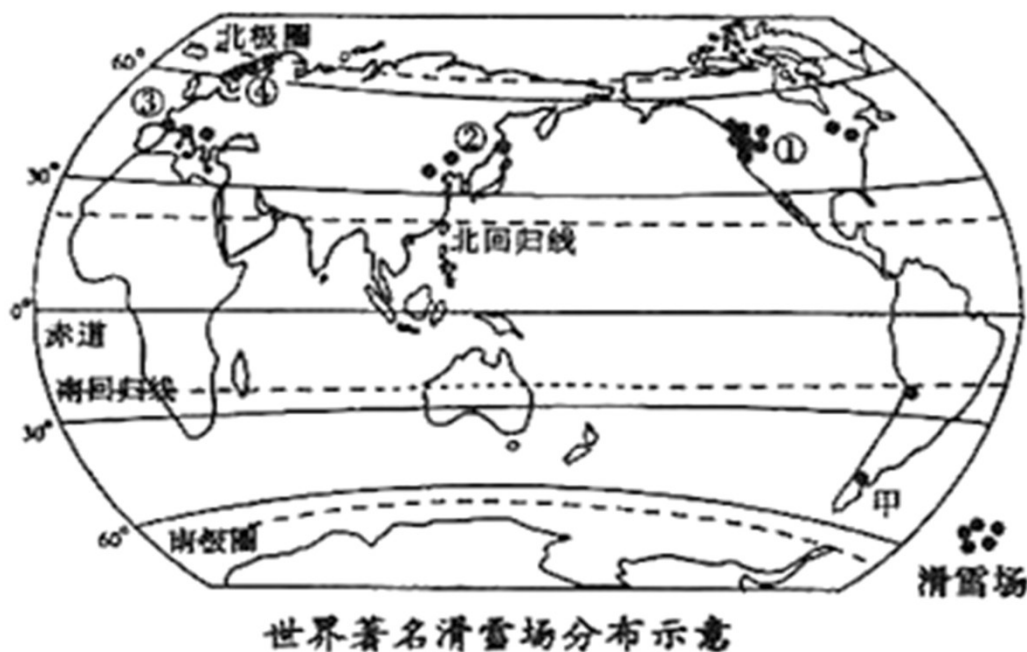 北极圈
60°
③
④
②
①
30°
北回归线
0°
赤道
南回归线
30°
甲
60°
南极圈
滑雪场
世界著名滑雪场分布示意